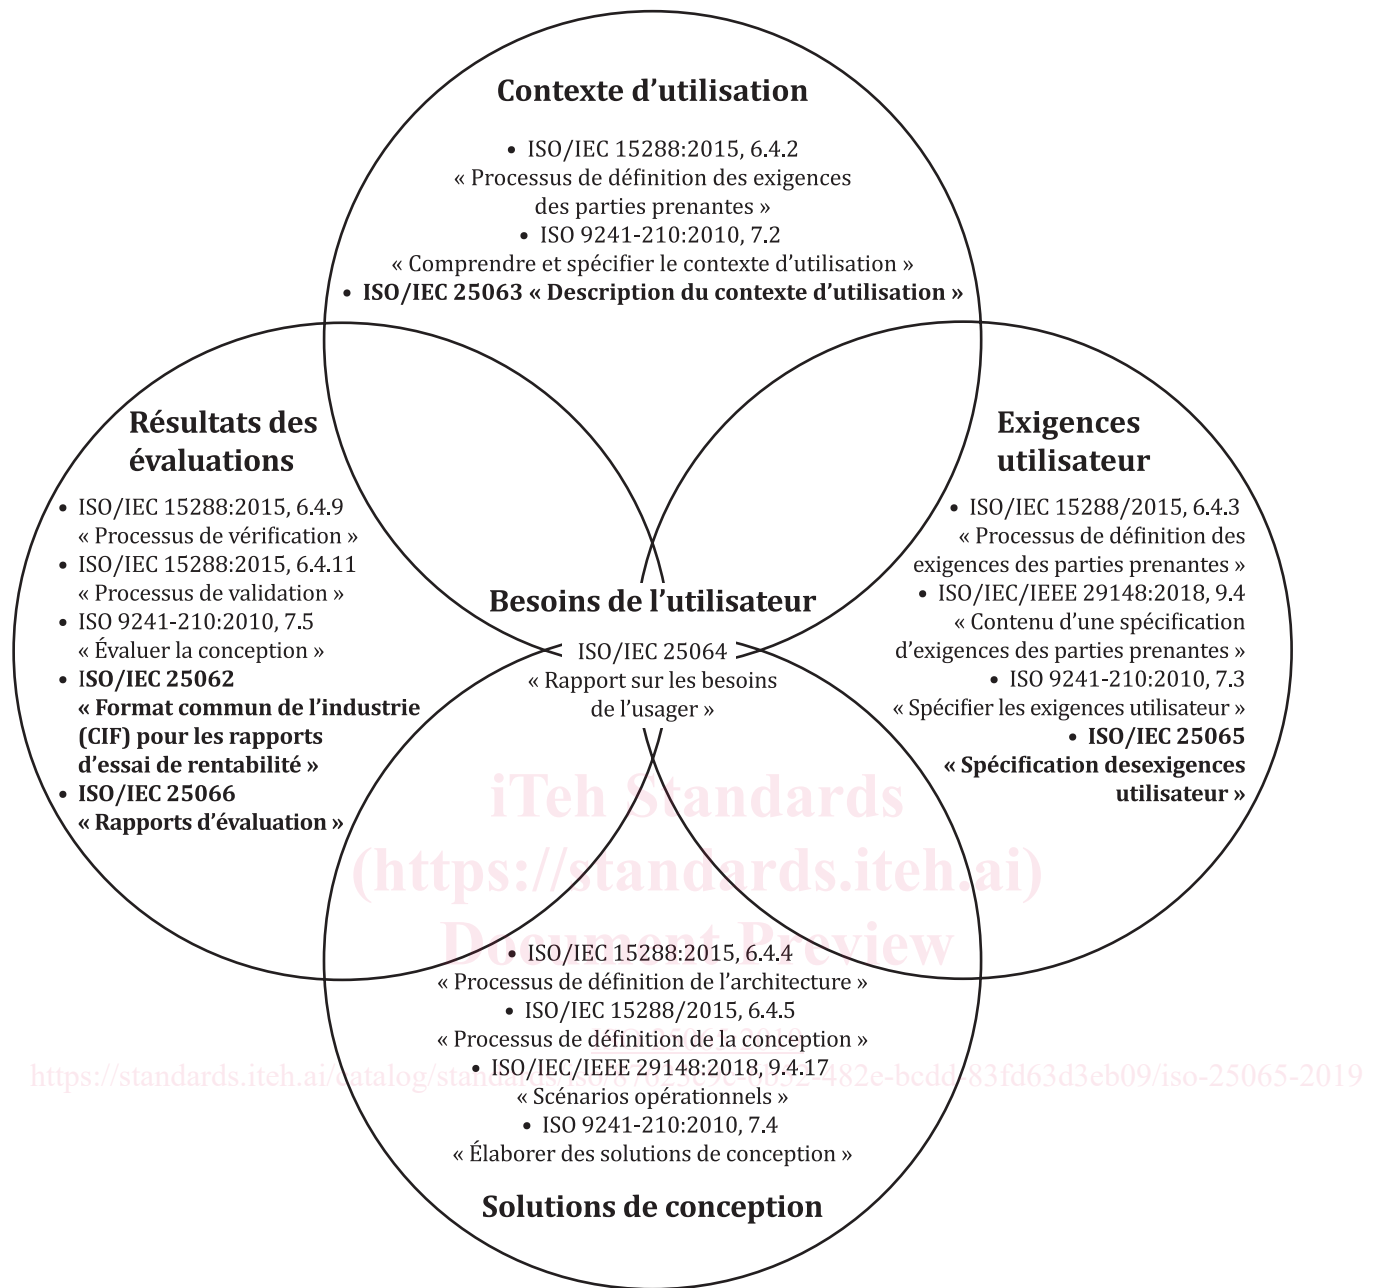 Contexte d’utilisation
• ISO/IEC 15288:2015, 6.4.2
« Processus de définition des exigences
des parties prenantes »
• ISO 9241-210:2010, 7.2
« Comprendre et spécifier le contexte d’utilisation »
• ISO/IEC 25063 « Description du contexte d’utilisation »
Résultats des
évaluations
• ISO/IEC 15288:2015, 6.4.9
« Processus de vérification »
• ISO/IEC 15288:2015, 6.4.11
« Processus de validation »
• ISO 9241-210:2010, 7.5
« Évaluer la conception »
• ISO/IEC 25062
« Format commun de l’industrie
(CIF) pour les rapports
d’essai de rentabilité »
• ISO/IEC 25066
« Rapports d’évaluation »
Besoins de l’utilisateur
ISO/IEC 25064
« Rapport sur les besoins
de l’usager »
Exigences
utilisateur
• ISO/IEC 15288/2015, 6.4.3
« Processus de définition des
exigences des parties prenantes »
• ISO/IEC/IEEE 29148:2018, 9.4
« Contenu d’une spécification
d’exigences des parties prenantes »
• ISO 9241-210:2010, 7.3
« Spécifier les exigences utilisateur »
• ISO/IEC 25065
« Spécification desexigences
utilisateur »
iTeh Standards
(https://standards.iteh.ai)
Document Preview
• ISO/IEC 15288:2015, 6.4.4
« Processus de définition de l’architecture »
• ISO/IEC 15288/2015, 6.4.5
« Processus de définition de la conception »
• ISO/IEC/IEEE 29148:2018, 9.4.17
« Scénarios opérationnels »
• ISO 9241-210:2010, 7.4
« Élaborer des solutions de conception »
Solutions de conception